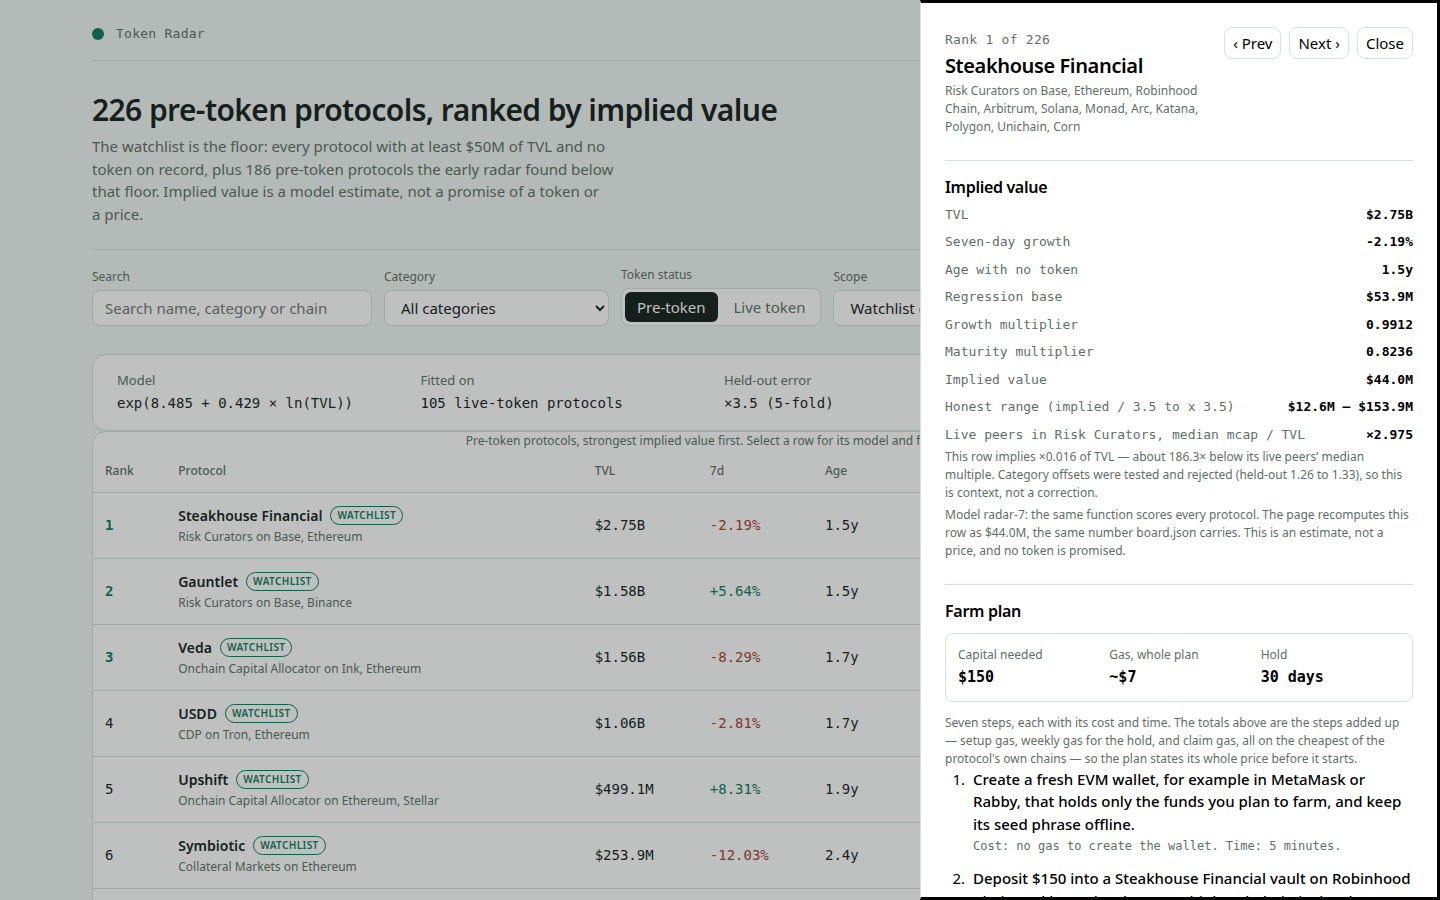 Token Radar
226 pre-token protocols, ranked by implied value
The watchlist is the floor: every protocol with at least $50M of TVL and no
token on record, plus 186 pre-token protocols the early radar found below
that floor. Implied value is a model estimate, not a promise of a token or
a price.
Search
Category
Token status
Scope
Search name, category or chain
All categories
Pre-token
Live token
Watchlist
Model
Fitted on
Held-out error
exp(8.485 + 0.429 × ln(TVL))
105 live-token protocols
×3.5 (5-fold)
Pre-token protocols, strongest implied value first. Select a row for its model and f
Rank
Protocol
TVL
7d
Age
1
Steakhouse Financial
WATCHLIST
Risk Curators on Base, Ethereum
$2.75B
-2.19%
1.5y
2
Gauntlet
WATCHLIST
Risk Curators on Base, Binance
$1.58B
+5.64%
1.5y
3
Veda
WATCHLIST
Onchain Capital Allocator on Ink, Ethereum
$1.56B
-8.29%
1.7y
4
USDD
WATCHLIST
CDP on Tron, Ethereum
$1.06B
-2.81%
1.7y
5
Upshift
WATCHLIST
Onchain Capital Allocator on Ethereum, Stellar
$499.1M
+8.31%
1.9y
6
Symbiotic
WATCHLIST
Collateral Markets on Ethereum
$253.9M
-12.03%
2.4y
Rank 1 of 226
‹ Prev
Next ›
Close
Steakhouse Financial
Risk Curators on Base, Ethereum, Robinhood
Chain, Arbitrum, Solana, Monad, Arc, Katana,
Polygon, Unichain, Corn
Implied value
TVL $2.75B
Seven-day growth -2.19%
Age with no token 1.5y
Regression base $53.9M
Growth multiplier 0.9912
Maturity multiplier 0.8236
Implied value $44.0M
Honest range (implied / 3.5 to x 3.5) $12.6M — $153.9M
Live peers in Risk Curators, median mcap / TVL ×2.975
This row implies ×0.016 of TVL — about 186.3× below its live peers’ median
multiple. Category offsets were tested and rejected (held-out 1.26 to 1.33), so this
is context, not a correction.
Model radar-7: the same function scores every protocol. The page recomputes this
row as $44.0M, the same number board.json carries. This is an estimate, not a
price, and no token is promised.
Farm plan
Capital needed
Gas, whole plan
Hold
$150
~$7
30 days
Seven steps, each with its cost and time. The totals above are the steps added up
— setup gas, weekly gas for the hold, and claim gas, all on the cheapest of the
protocol's own chains — so the plan states its whole price before it starts.
1. Create a fresh EVM wallet, for example in MetaMask or
Rabby, that holds only the funds you plan to farm, and keep
its seed phrase offline.
Cost: no gas to create the wallet. Time: 5 minutes.
2. Deposit $150 into a Steakhouse Financial vault on Robinhood